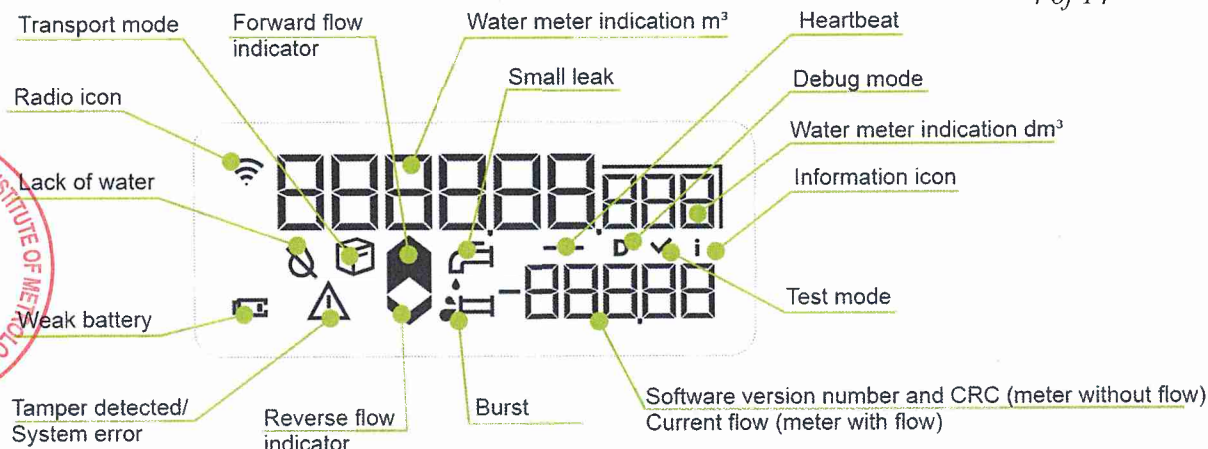 Transport mode
Forward flow
indicator
Water meter indication m³
Heartbeat
Small leak
Debug mode
Radio icon
Water meter indication dm³
Lack of water
Information icon
D
i
Test mode
Weak battery
Tamper detected/
System error
Reverse flow
indicator
Burst
Software version number and CRC (meter without flow)
Current flow (meter with flow)
INSTITUTE OF